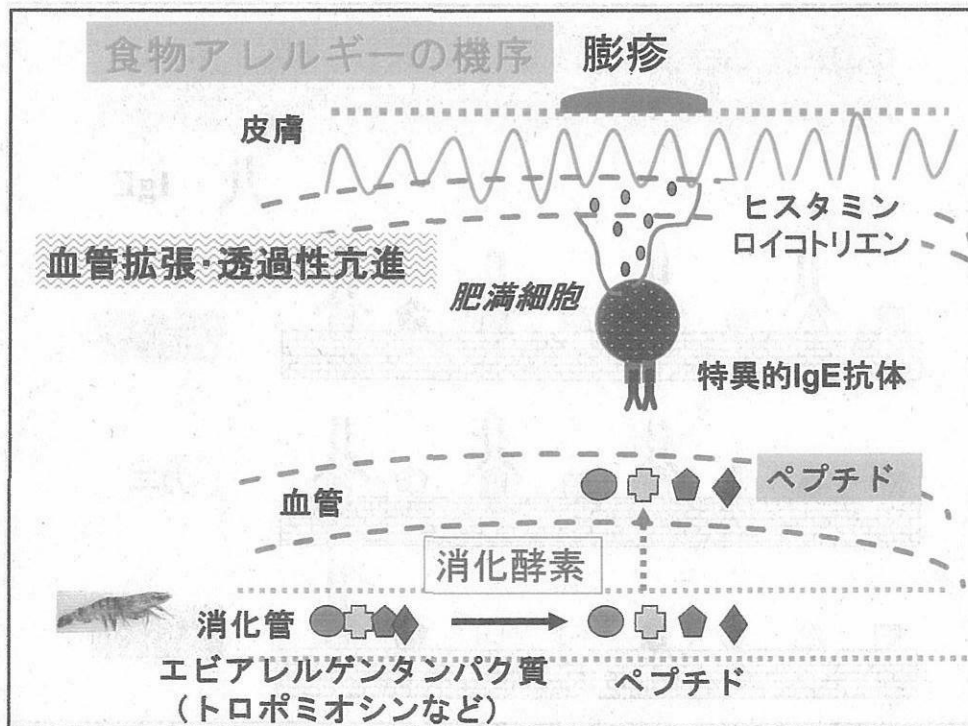 食物アレルギーの機序
膨疹
皮膚
ヒスタミン
ロイコトリエン
血管拡張・透過性亢進
肥満細胞
特異的IgE抗体
ペプチド
血管
消化酵素
消化管
エビアレルゲンタンパク質
（トロポミオシンなど）
ペプチド